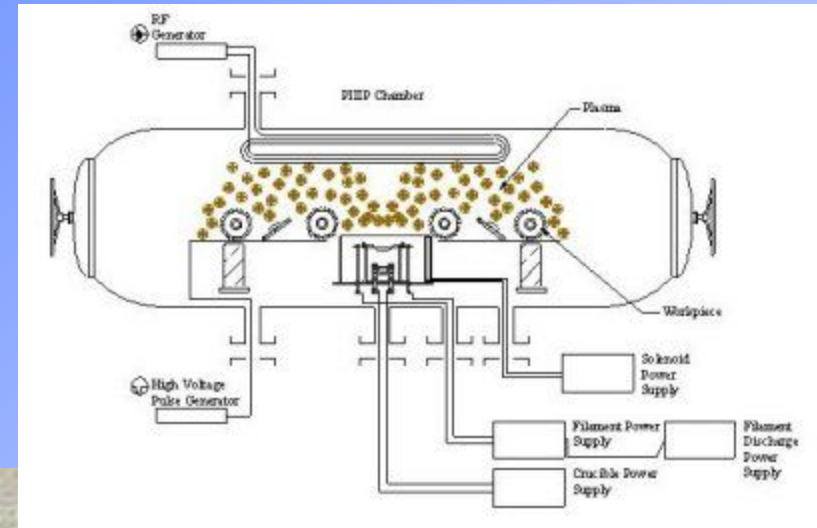 RF
Generator
PIIP Chamber
Plasma
Workpiece
Solenoid
Power
Supply
High Voltage
Pulse Generator
Filament Power
Supply
Filament
Discharge
Power
Supply
Crucible Power
Supply